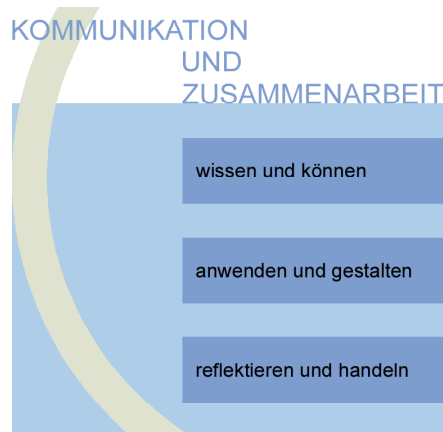 KOMMUNIKATION
UND
ZUSAMMENARBEIT
wissen und können
anwenden und gestalten
reflektieren und handeln